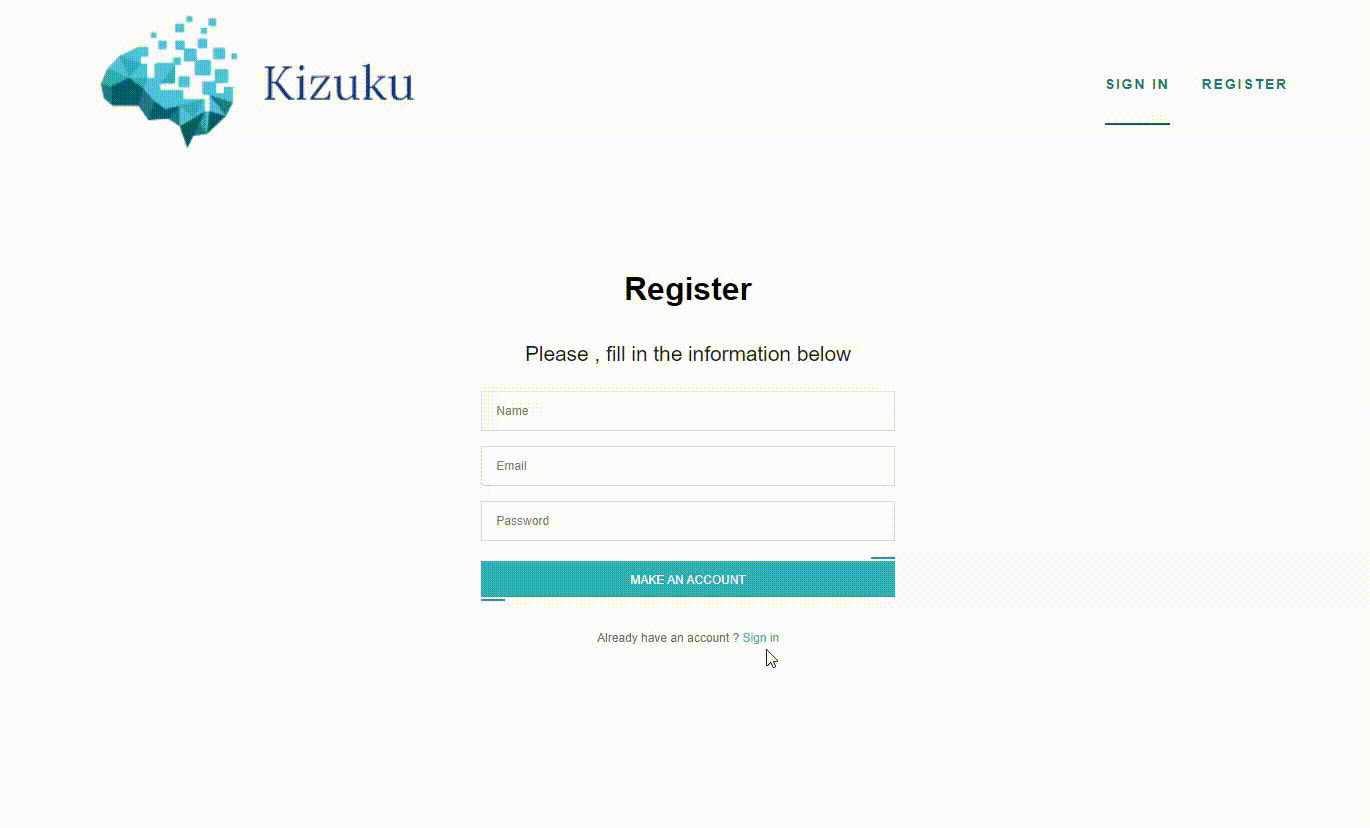 Kizuku
SIGN IN
REGISTER
Register
Please , fill in the information below
Name
Email
Password
MAKE AN ACCOUNT
Already have an account ? Sign in